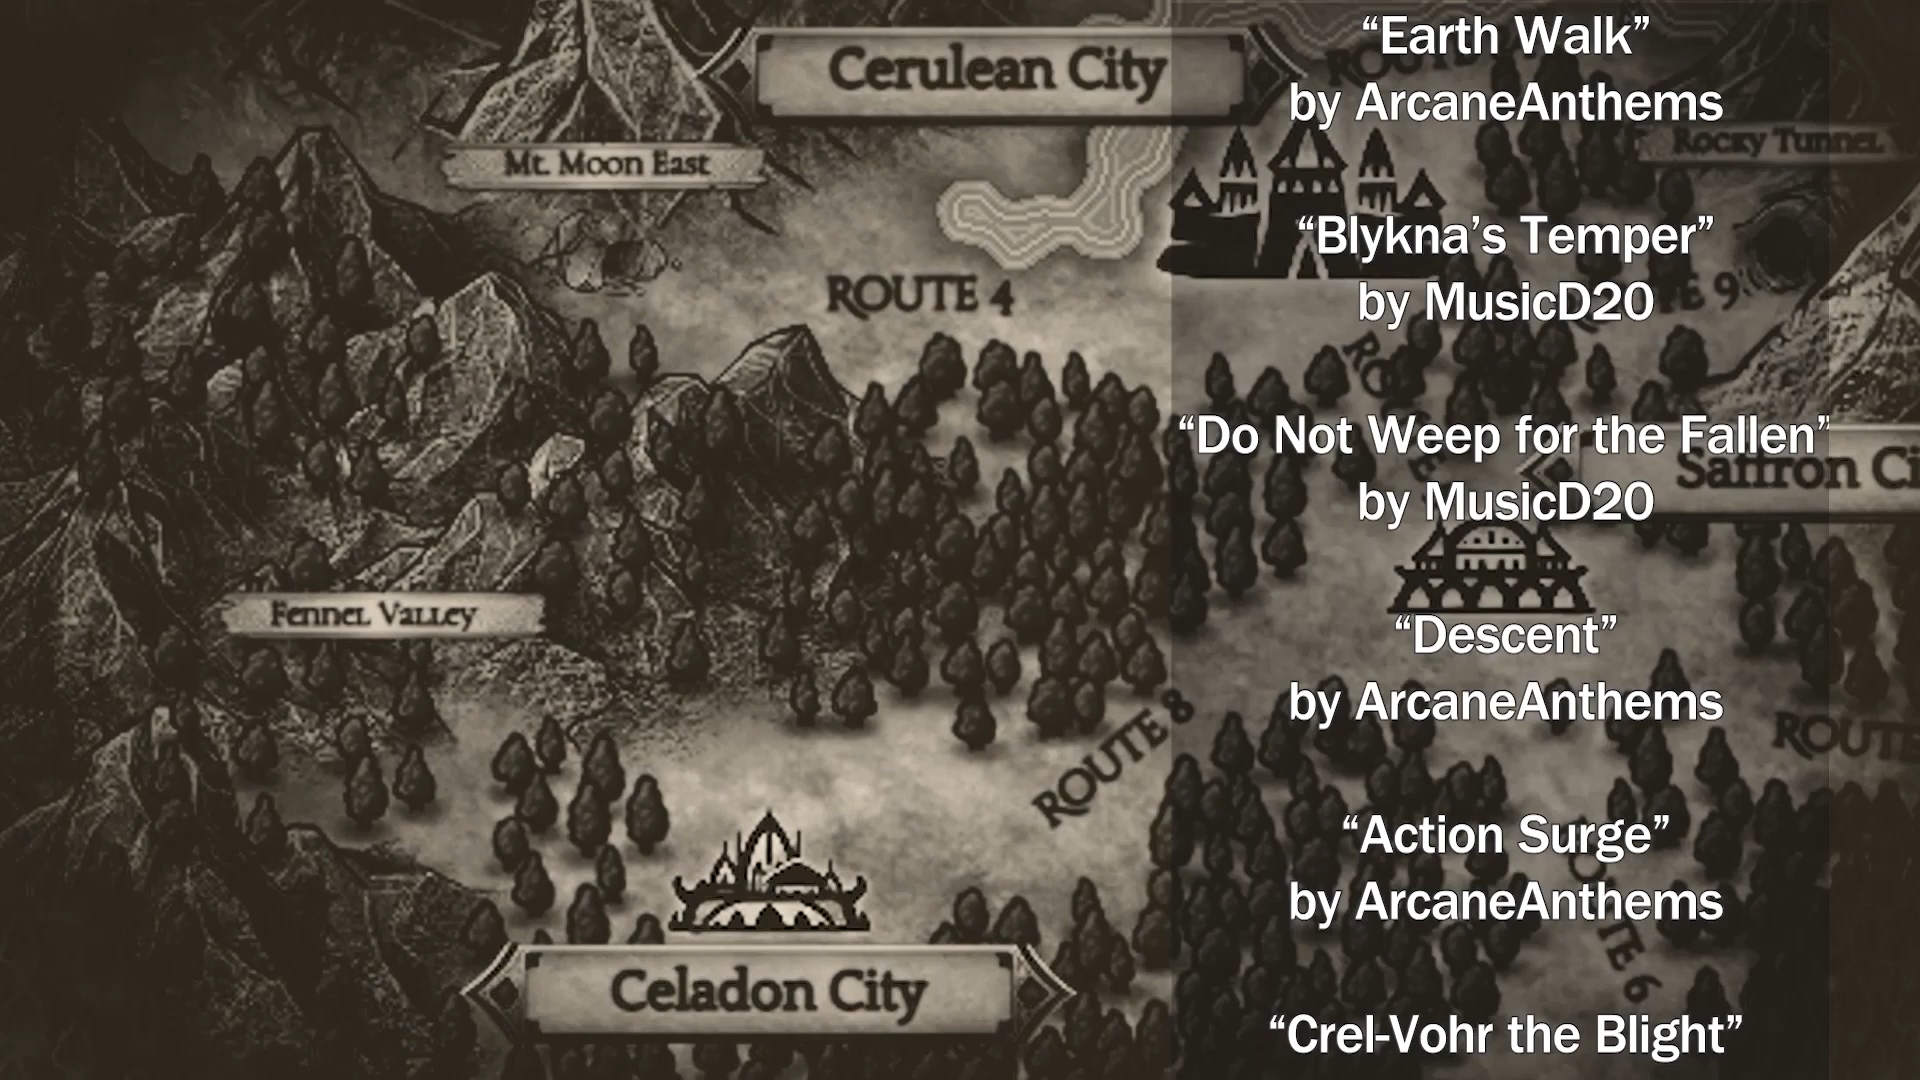 Cerulean City
Mt. Moon East
ROUTE 4
Fennel Valley
ROUTE 8
Celadon City
“Earth Walk”
by ArcaneAnthems
Rocky Tunnel
“Blykna’s Temper”
by MusicD20
E 9
“Do Not Weep for the Fallen”
by MusicD20
Saffron Ci
“Descent”
by ArcaneAnthems
ROUTE
“Action Surge”
by ArcaneAnthems
UTE 6
“Crel-Vohr the Blight”